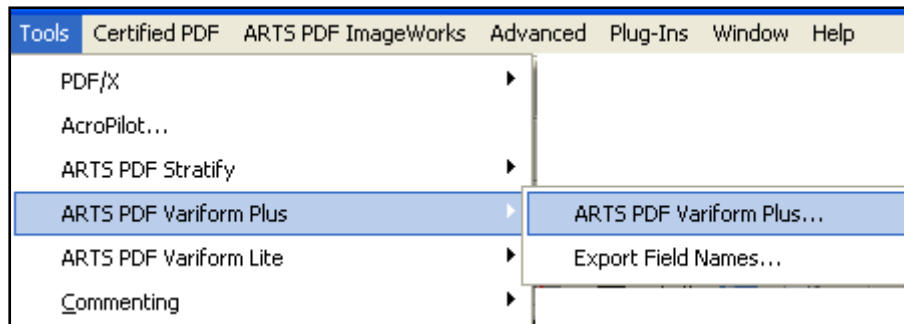 Tools Certified PDF ARTS PDF ImageWorks Advanced Plug-Ins Window Help
PDF/X
AcroPilot...
ARTS PDF Stratify
ARTS PDF Variform Plus
ARTS PDF Variform Plus...
ARTS PDF Variform Lite
Export Field Names...
Commenting